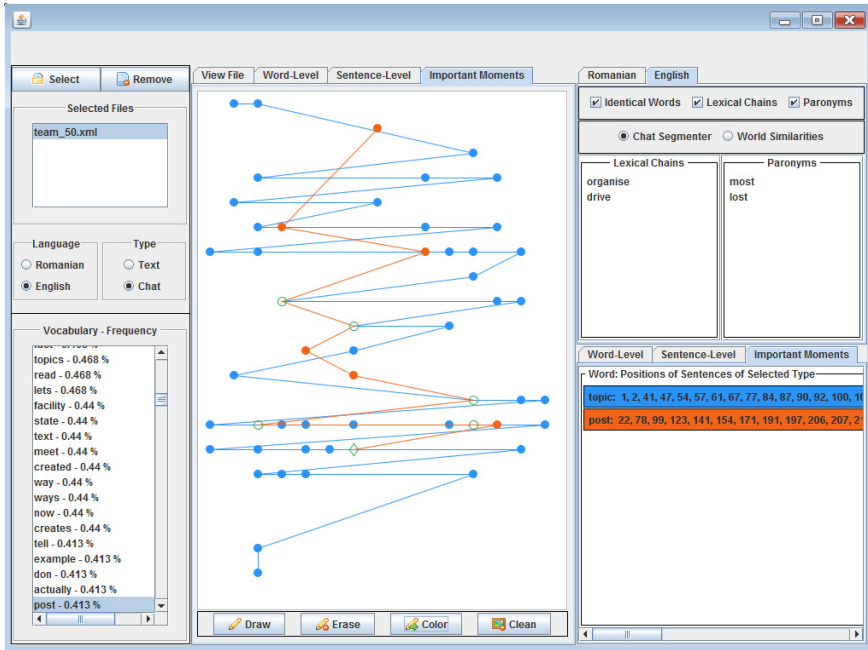 Select
Remove
Selected Files
team_50.xml
Language
Type
Romanian
Text
English
Chat
Vocabulary - Frequency
topics - 0.468 %
read - 0.468 %
lets - 0.468 %
facility - 0.44 %
state - 0.44 %
text - 0.44 %
meet - 0.44 %
created - 0.44 %
way - 0.44 %
ways - 0.44 %
now - 0.44 %
creates - 0.44 %
tell - 0.413 %
example - 0.413 %
don - 0.413 %
actually - 0.413 %
post - 0.413 %
View File
Word-Level
Sentence-Level
Important Moments
Draw
Erase
Color
Clean
Romanian
English
Identical Words
Lexical Chains
Paronyms
Chat Segmenter
World Similarities
Lexical Chains
organise
drive
Paronyms
most
lost
Word-Level
Sentence-Level
Important Moments
Word: Positions of Sentences of Selected Type
topic: 1, 2, 41, 47, 54, 57, 61, 67, 77, 84, 87, 90, 92, 100,
post: 22, 78, 99, 123, 141, 154, 171, 191, 197, 206, 207,